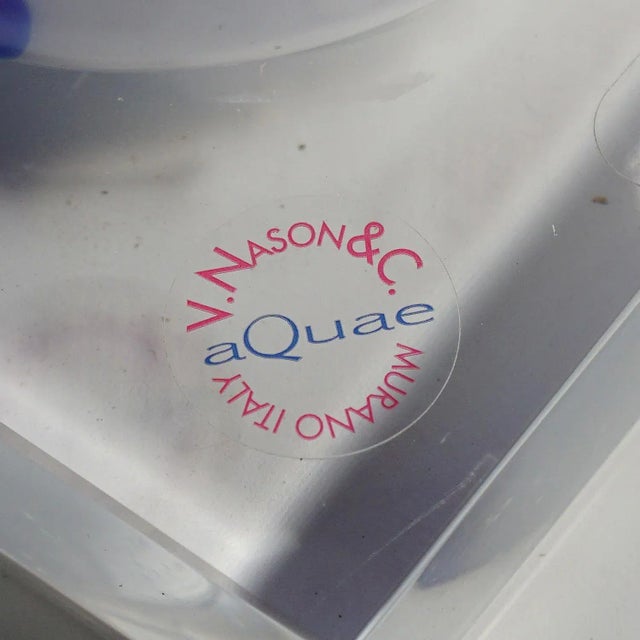 V. NASON & C.
aQuae
MURANO ITALY